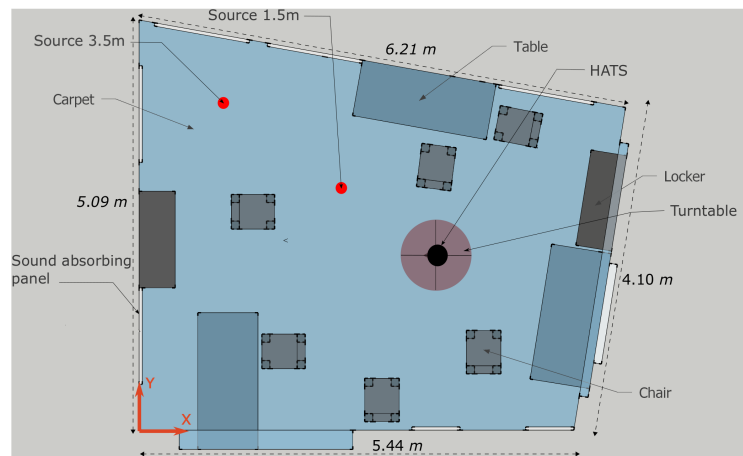 Source 1.5m
Source 3.5m
6.21 m
Table
HATS
Carpet
Locker
5.09 m
Turntable
Sound absorbing
panel
4.10 m
Y
Chair
X
5.44 m